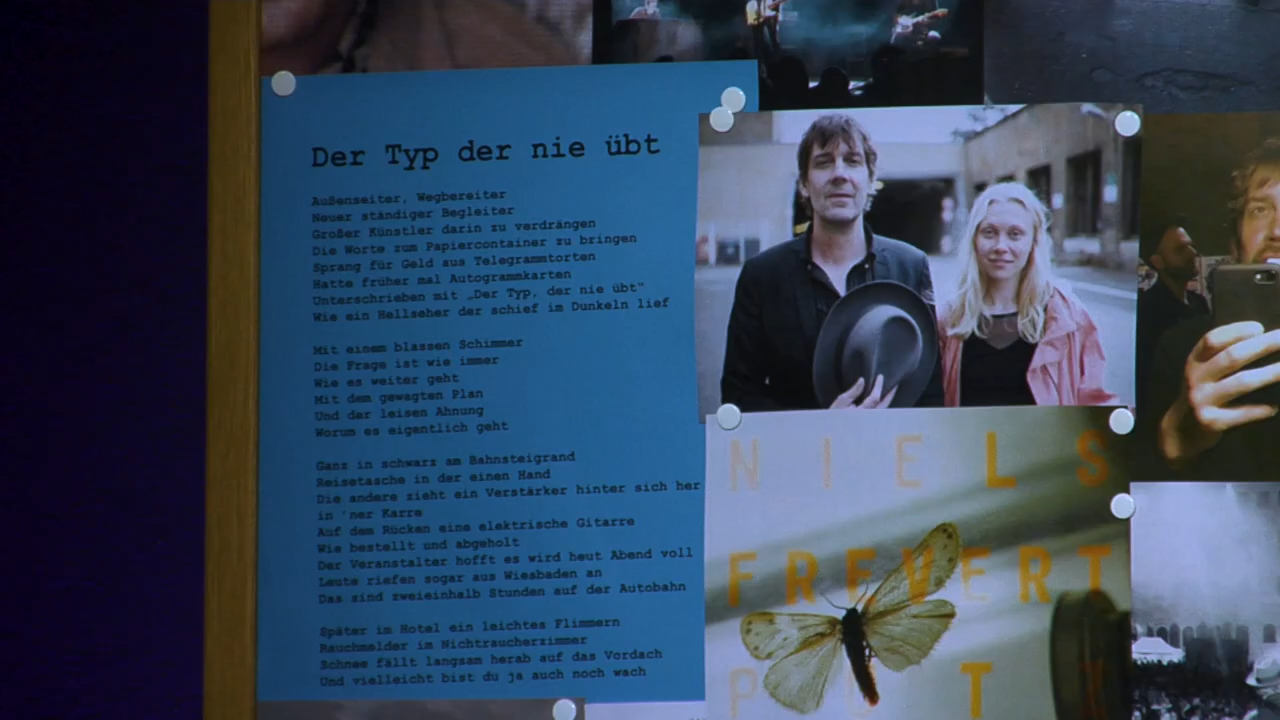 Der Typ der nie übt
Außenseiter, Wegbereiter
Neuer ständiger Begleiter
Großer Künstler darin zu verdrängen
Die Worte zum Papiercontainer zu bringen
Sprang für Geld aus Telegrammtorten
Hatte früher mal Autogrammkarten
Unterschrieben mit „Der Typ, der nie übt"
Wie ein Hellseher der schief im Dunkeln lief
Mit einem blassen Schimmer
Die Frage ist wie immer
Wie es weiter geht
Mit dem gewagten Plan
Und der leisen Ahnung
Worum es eigentlich geht
Ganz in schwarz am Bahnsteigrand
Reisetasche in der einen Hand
Die andere zieht ein Verstärker hinter sich her
in 'ner Karre
Auf dem Rücken eine elektrische Gitarre
Wie bestellt und abgeholt
Der Veranstalter hofft es wird heut Abend voll
Leute riefen sogar aus Wiesbaden an
Das sind zweieinhalb Stunden auf der Autobahn
Später im Hotel ein leichtes Flimmern
Rauchmelder im Nichtraucherzimmer
Schnee fällt langsam herab auf das Vordach
Und vielleicht bist du ja auch noch wach
NIELS
FREVERT